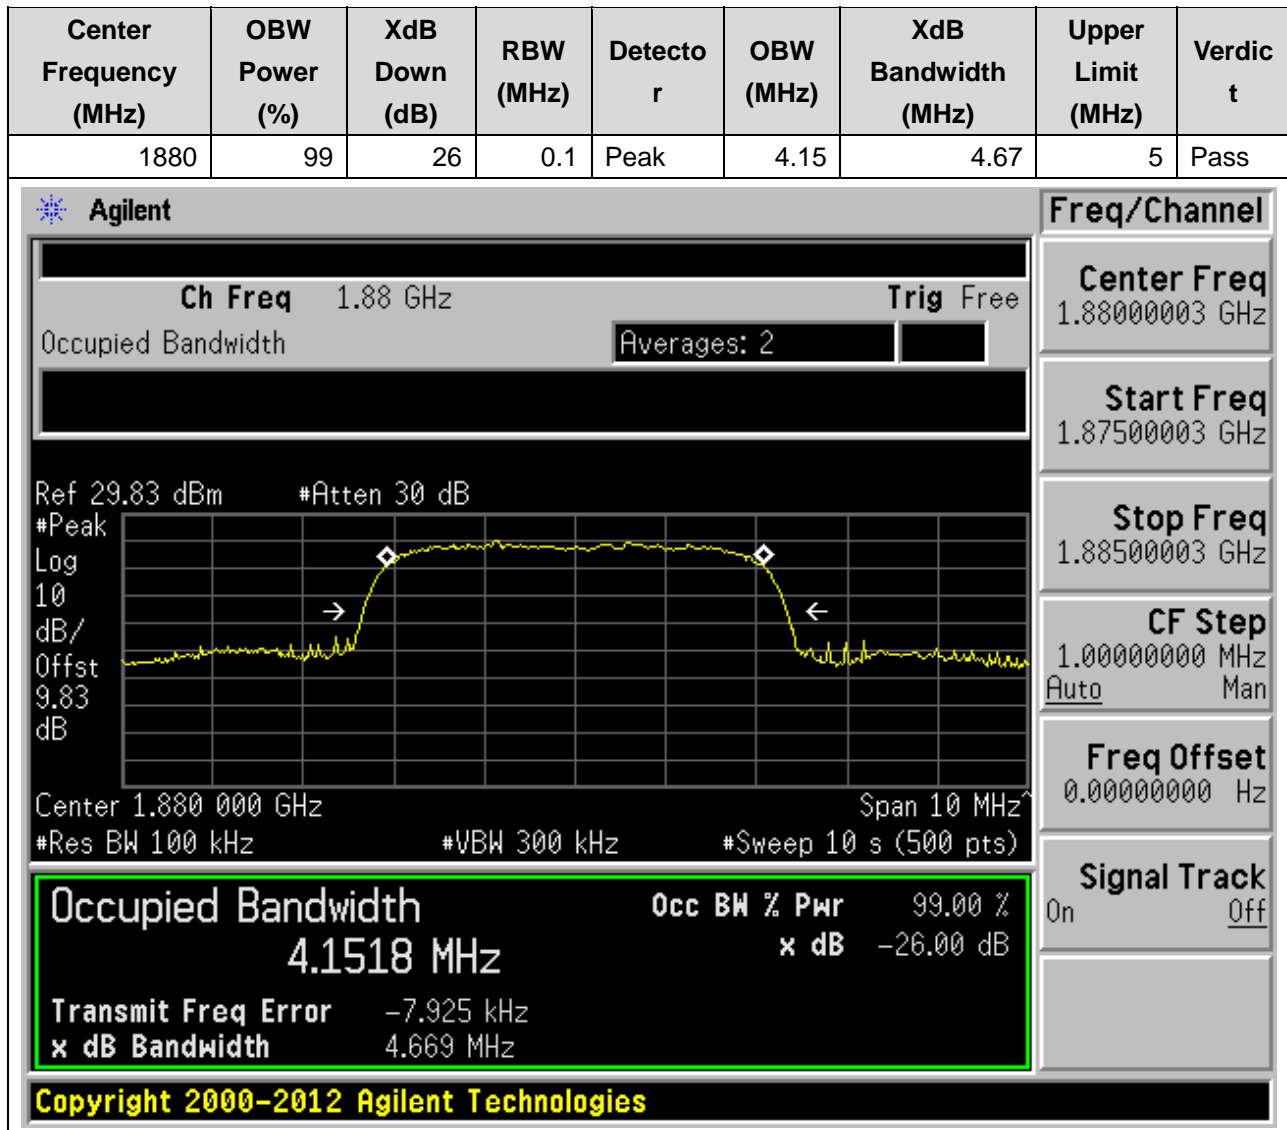 Center Frequency (MHz) OBW Power (%) XdB Down (dB) RBW (MHz) Detector OBW (MHz) XdB Bandwidth (MHz) Upper Limit (MHz) Verdict
1880 99 26 0.1 Peak 4.15 4.67 5 Pass
Agilent
Freq/Channel
Ch Freq 1.88 GHz Trig Free
Occupied Bandwidth Averages: 2
Center Freq
1.88000003 GHz
Start Freq
1.87500003 GHz
Stop Freq
1.88500003 GHz
CF Step
1.00000000 MHz
Auto Man
Freq Offset
0.00000000 Hz
Signal Track
On Off
Ref 29.83 dBm #Atten 30 dB
#Peak
Log
10
dB/
Offst
9.83
dB
Center 1.880 000 GHz Span 10 MHz^
#Res BW 100 kHz #VBW 300 kHz #Sweep 10 s (500 pts)
Occupied Bandwidth Occ BW % Pwr 99.00 %
4.1518 MHz x dB -26.00 dB
Transmit Freq Error -7.925 kHz
x dB Bandwidth 4.669 MHz
Copyright 2000-2012 Agilent Technologies